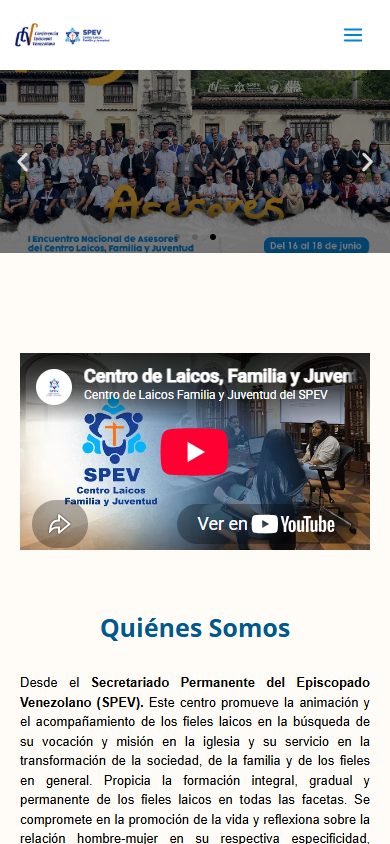 Conferencia
Episcopal
Venezolana
SPEV
Centro Laicos
Familia y Juventud
Asesores
I Encuentro Nacional de Asesores
del Centro Laicos, Familia y Juventud
Del 16 al 18 de junio
Centro de Laicos, Familia y Juvent
Centro de Laicos Familia y Juventud del SPEV
SPEV
Centro Laicos
Familia y Juventud
Ver en YouTube
Quiénes Somos
Desde el Secretariado Permanente del Episcopado
Venezolano (SPEV). Este centro promueve la animación y
el acompañamiento de los fieles laicos en la búsqueda de
su vocación y misión en la iglesia y su servicio en la
transformación de la sociedad, de la familia y de los fieles
en general. Propicia la formación integral, gradual y
permanente de los fieles laicos en todas las facetas. Se
compromete en la promoción de la vida y reflexiona sobre la
relación hombre-mujer en su respectiva especificidad,